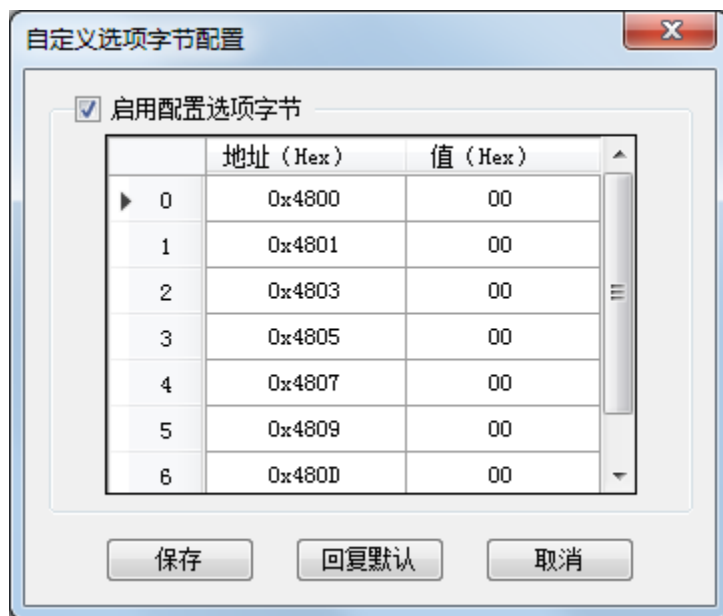 自定义选项字节配置
启用配置选项字节
地址（Hex） 值（Hex）
0 0x4800 00
1 0x4801 00
2 0x4803 00
3 0x4805 00
4 0x4807 00
5 0x4809 00
6 0x480D 00
保存 回复默认 取消